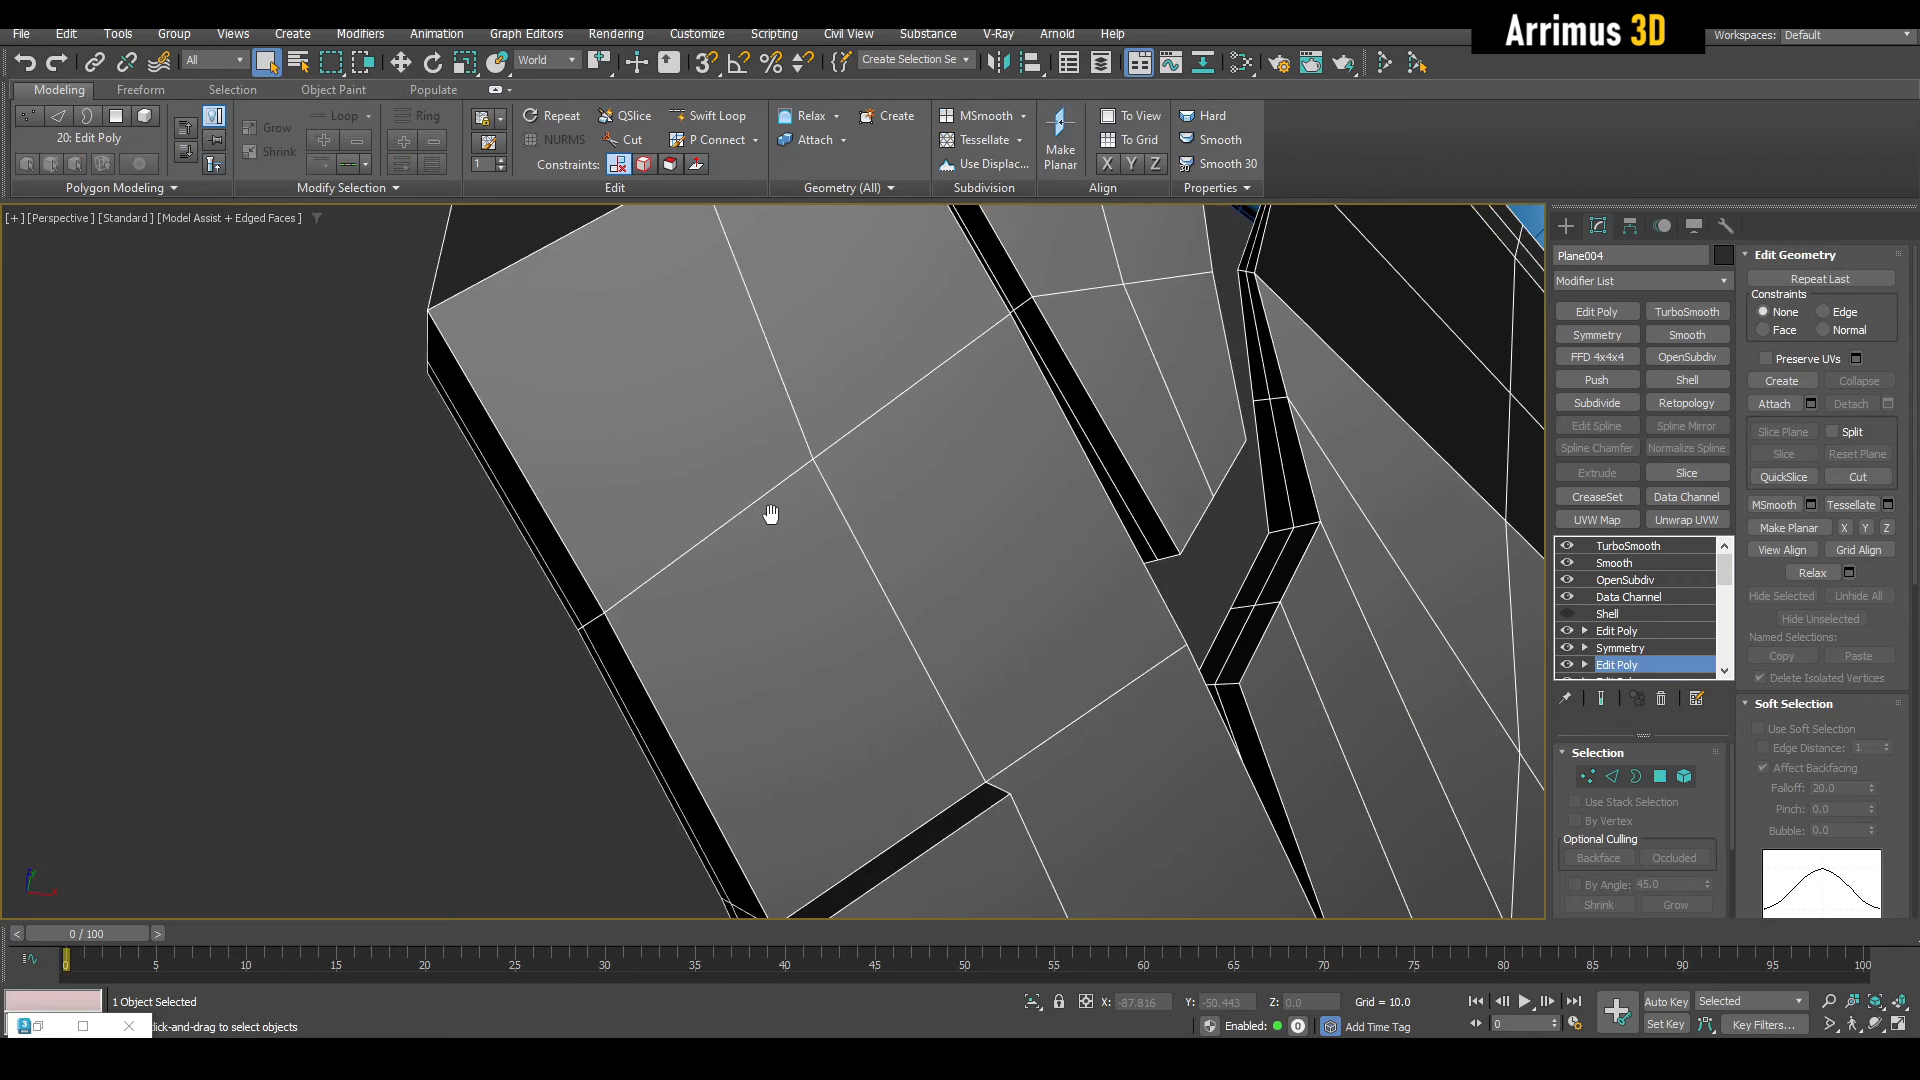 Arrimus 3D
File Edit Tools Group Views Create Modifiers Animation Graph Editors Rendering Customize Scripting Civil View Substance V-Ray Arnold Help
Workspaces: Default
All World Create Selection Se
Modeling Freeform Selection Object Paint Populate
20: Edit Poly
Grow
Shrink
Loop Ring
Repeat QSlice Swift Loop
NURMS Cut P Connect
1 Constraints:
Relax Create
Attach
MSmooth
Tessellate
Use Displac...
Make Planar
To View
To Grid
X Y Z
Hard
Smooth
Smooth 30
Polygon Modeling Modify Selection Edit Geometry (All) Subdivision Align Properties
[+] [Perspective] [Standard] [Model Assist + Edged Faces]
Plane004
Modifier List
Edit Poly TurboSmooth
Symmetry Smooth
FFD 4x4x4 OpenSubdiv
Push Shell
Subdivide Retopology
Edit Spline Spline Mirror
Spline Chamfer Normalize Spline
Extrude Slice
CreaseSet Data Channel
UVW Map Unwrap UVW
TurboSmooth
Smooth
OpenSubdiv
Data Channel
Shell
Edit Poly
Symmetry
Edit Poly
Selection
Use Stack Selection
By Vertex
Optional Culling
Backface Occluded
By Angle: 45.0
Shrink Grow
Edit Geometry
Repeat Last
Constraints
None Edge
Face Normal
Preserve UVs
Create Collapse
Attach Detach
Slice Plane Split
Slice Reset Plane
QuickSlice Cut
MSmooth Tessellate
Make Planar X Y Z
View Align Grid Align
Relax
Hide Selected Unhide All
Hide Unselected
Named Selections:
Copy Paste
Delete Isolated Vertices
Soft Selection
Use Soft Selection
Edge Distance: 1
Affect Backfacing
Falloff: 20.0
Pinch: 0.0
Bubble: 0.0
< 0 / 100 >
0 5 10 15 20 25 30 35 40 45 50 55 60 65 70 75 80 85 90 95 100
1 Object Selected
click-and-drag to select objects
X: -87.816 Y: -50.443 Z: 0.0 Grid = 10.0
Enabled: 0 Add Time Tag
0
Auto Key Selected
Set Key Key Filters...